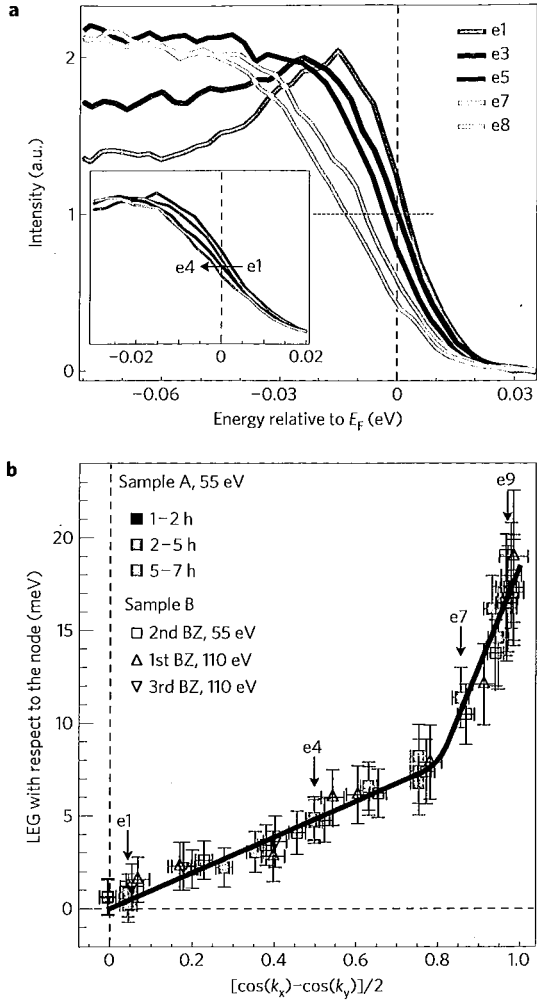 a
2
1
0
Intensity (a.u.)
e1
e3
e5
e7
e8
e4
e1
−0.02
0
0.02
−0.06
−0.03
0
0.03
Energy relative to E_F (eV)
b
LEG with respect to the node (meV)
20
15
10
5
0
Sample A, 55 eV
1−2 h
2−5 h
5−7 h
Sample B
2nd BZ, 55 eV
1st BZ, 110 eV
3rd BZ, 110 eV
e1
e4
e7
e9
0
0.2
0.4
0.6
0.8
1.0
[cos(k_x)−cos(k_y)]/2